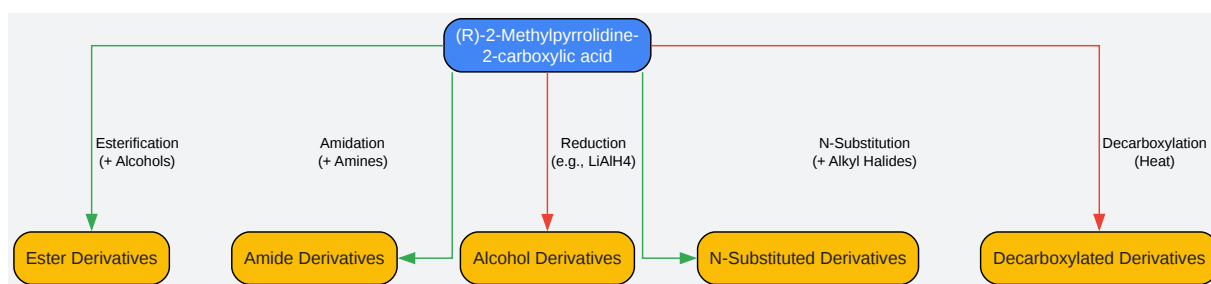 (R)-2-Methylpyrrolidine-
2-carboxylic acid
Esterification
(+ Alcohols)
Amidation
(+ Amines)
Reduction
(e.g., LiAlH4)
N-Substitution
(+ Alkyl Halides)
Decarboxylation
(Heat)
Ester Derivatives
Amide Derivatives
Alcohol Derivatives
N-Substituted Derivatives
Decarboxylated Derivatives